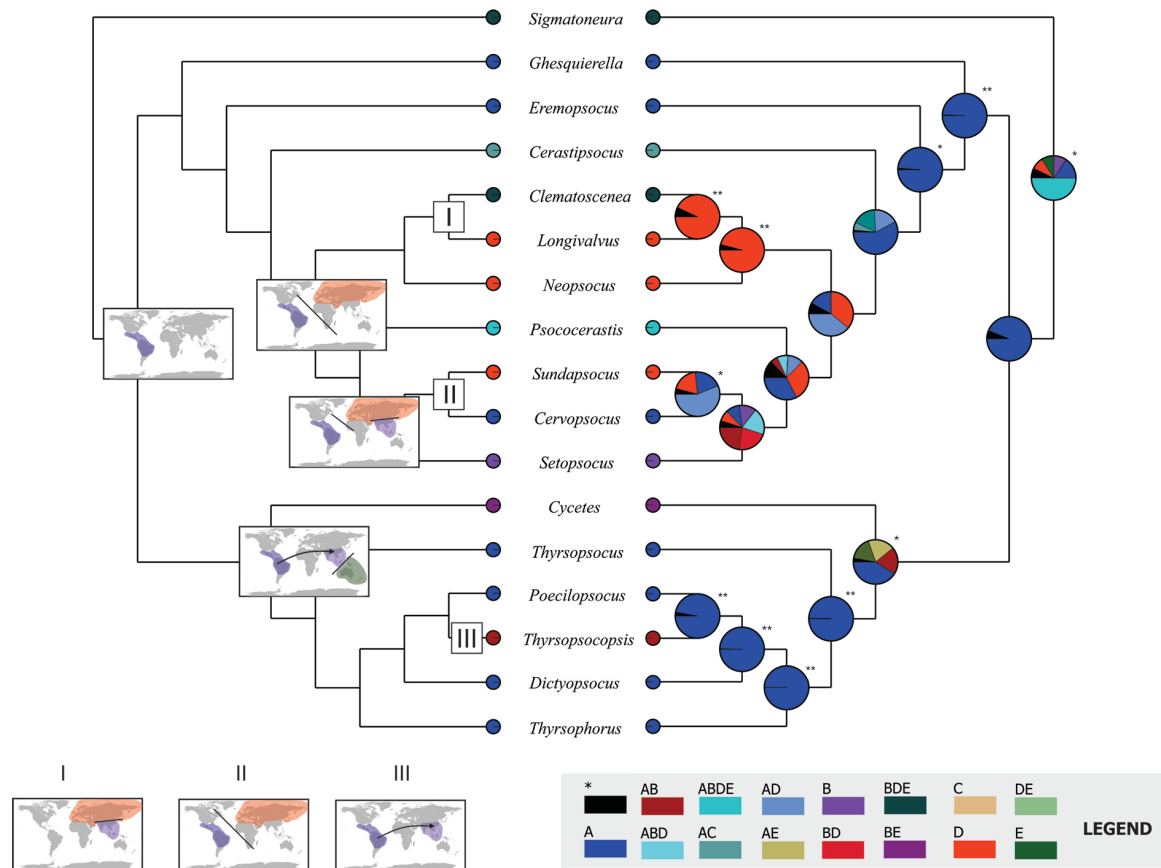 Sigmatoneura
**
Ghesquierella
*
Eremopsocus
*
Cerastipsocus
Clematoscenea
**
I
**
Longivalvus
Neopsocus
Psococerastis
Sundapsocus
*
II
Cervopsocus
Setopsocus
Cycetes
*
Thyrsopsocus
Poecilopsocus
**
**
III
Thyrsopsocopsis
**
Dictyopsocus
**
Thyrsophorus
I II III
* AB ABDE AD B BDE C DE
A ABD AC AE BD BE D E
LEGEND